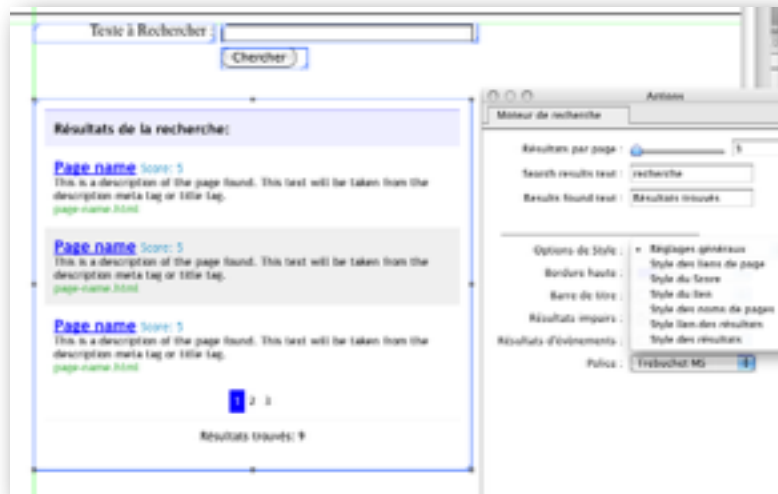 Texte à Rechercher :
Chercher
Résultats de la recherche:
Page name Score: 5
This is a description of the page found. This text will be taken from the
description meta tag or title tag.
page-name.html
Page name Score: 5
This is a description of the page found. This text will be taken from the
description meta tag or title tag.
page-name.html
Page name Score: 5
This is a description of the page found. This text will be taken from the
description meta tag or title tag.
page-name.html
1 2 3
Résultats trouvés: 9
Actions
Moteur de recherche
Résultats par page : 5
Search results text : recherche
Results found text : Résultats trouvés
Options de Style : • Réglages généraux
Style des liens de page
Style du Score
Style du lien
Style des noms de pages
Style lien des résultats
Style des résultats
Bordure haute :
Barre de titre :
Résultats impairs :
Résultats d'évènements :
Police : Trebuchet MS